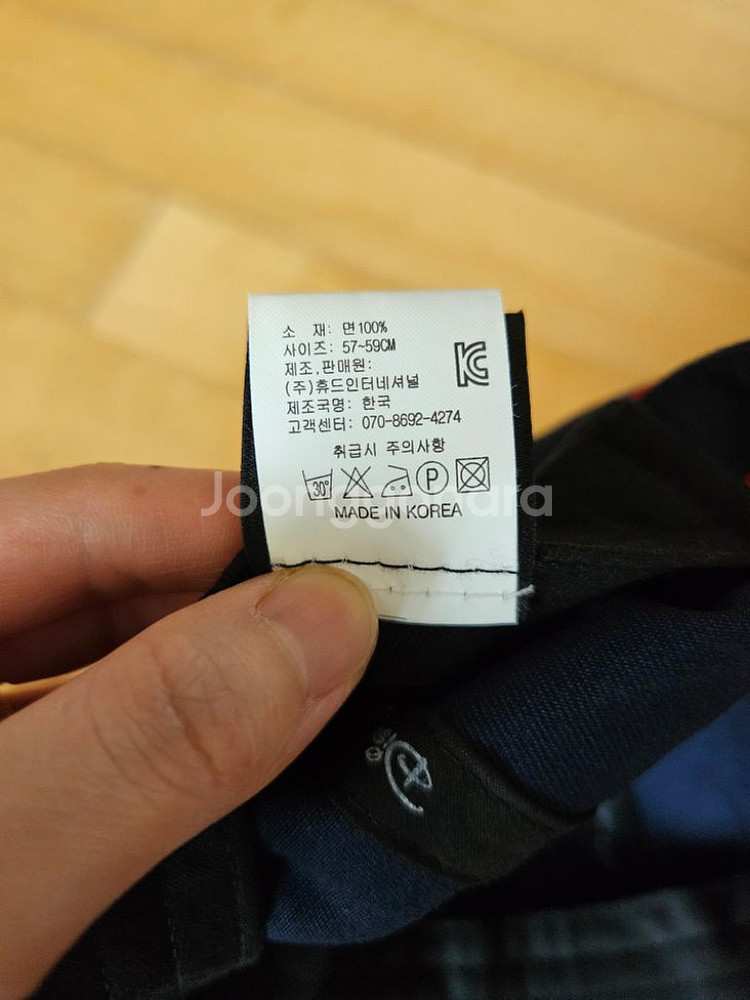 소 재: 면100%
사이즈: 57~59CM
제조,판매원:
(주)휴드인터네셔널
제조국명: 한국
고객센터: 070-8692-4274
취급시 주의사항
30°
P
MADE IN KOREA
Joonggonara